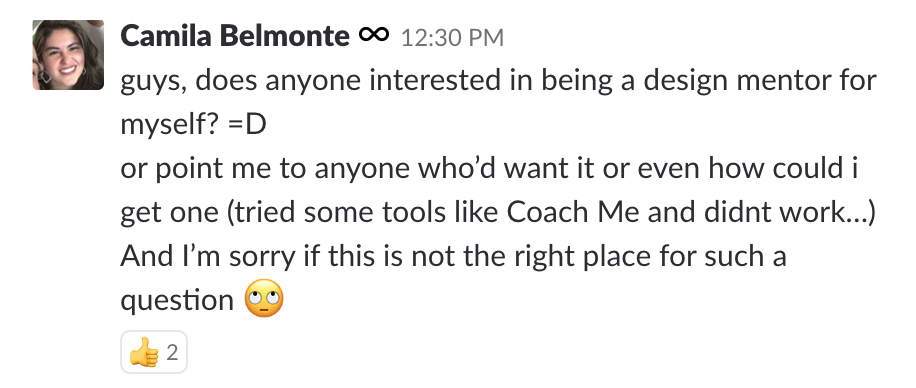 Camila Belmonte ∞ 12:30 PM
guys, does anyone interested in being a design mentor for
myself? =D
or point me to anyone who’d want it or even how could i
get one (tried some tools like Coach Me and didnt work...)
And I’m sorry if this is not the right place for such a
question 🙄
👍 2